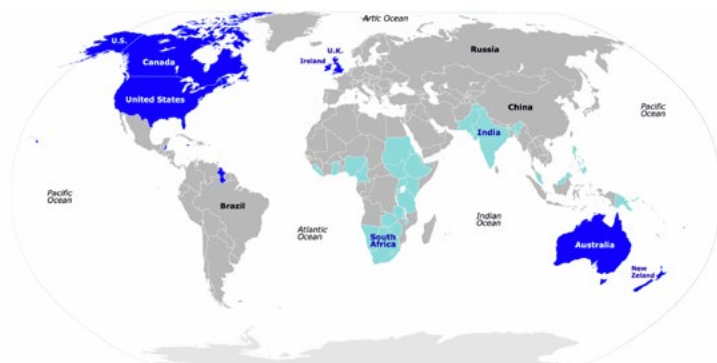 Artic Ocean
U.S.
Canada
U.K.
Ireland
Russia
United States
China
Pacific
Ocean
India
Pacific
Ocean
Brazil
Atlantic
Ocean
Indian
Ocean
South
Africa
Australia
New Zeland